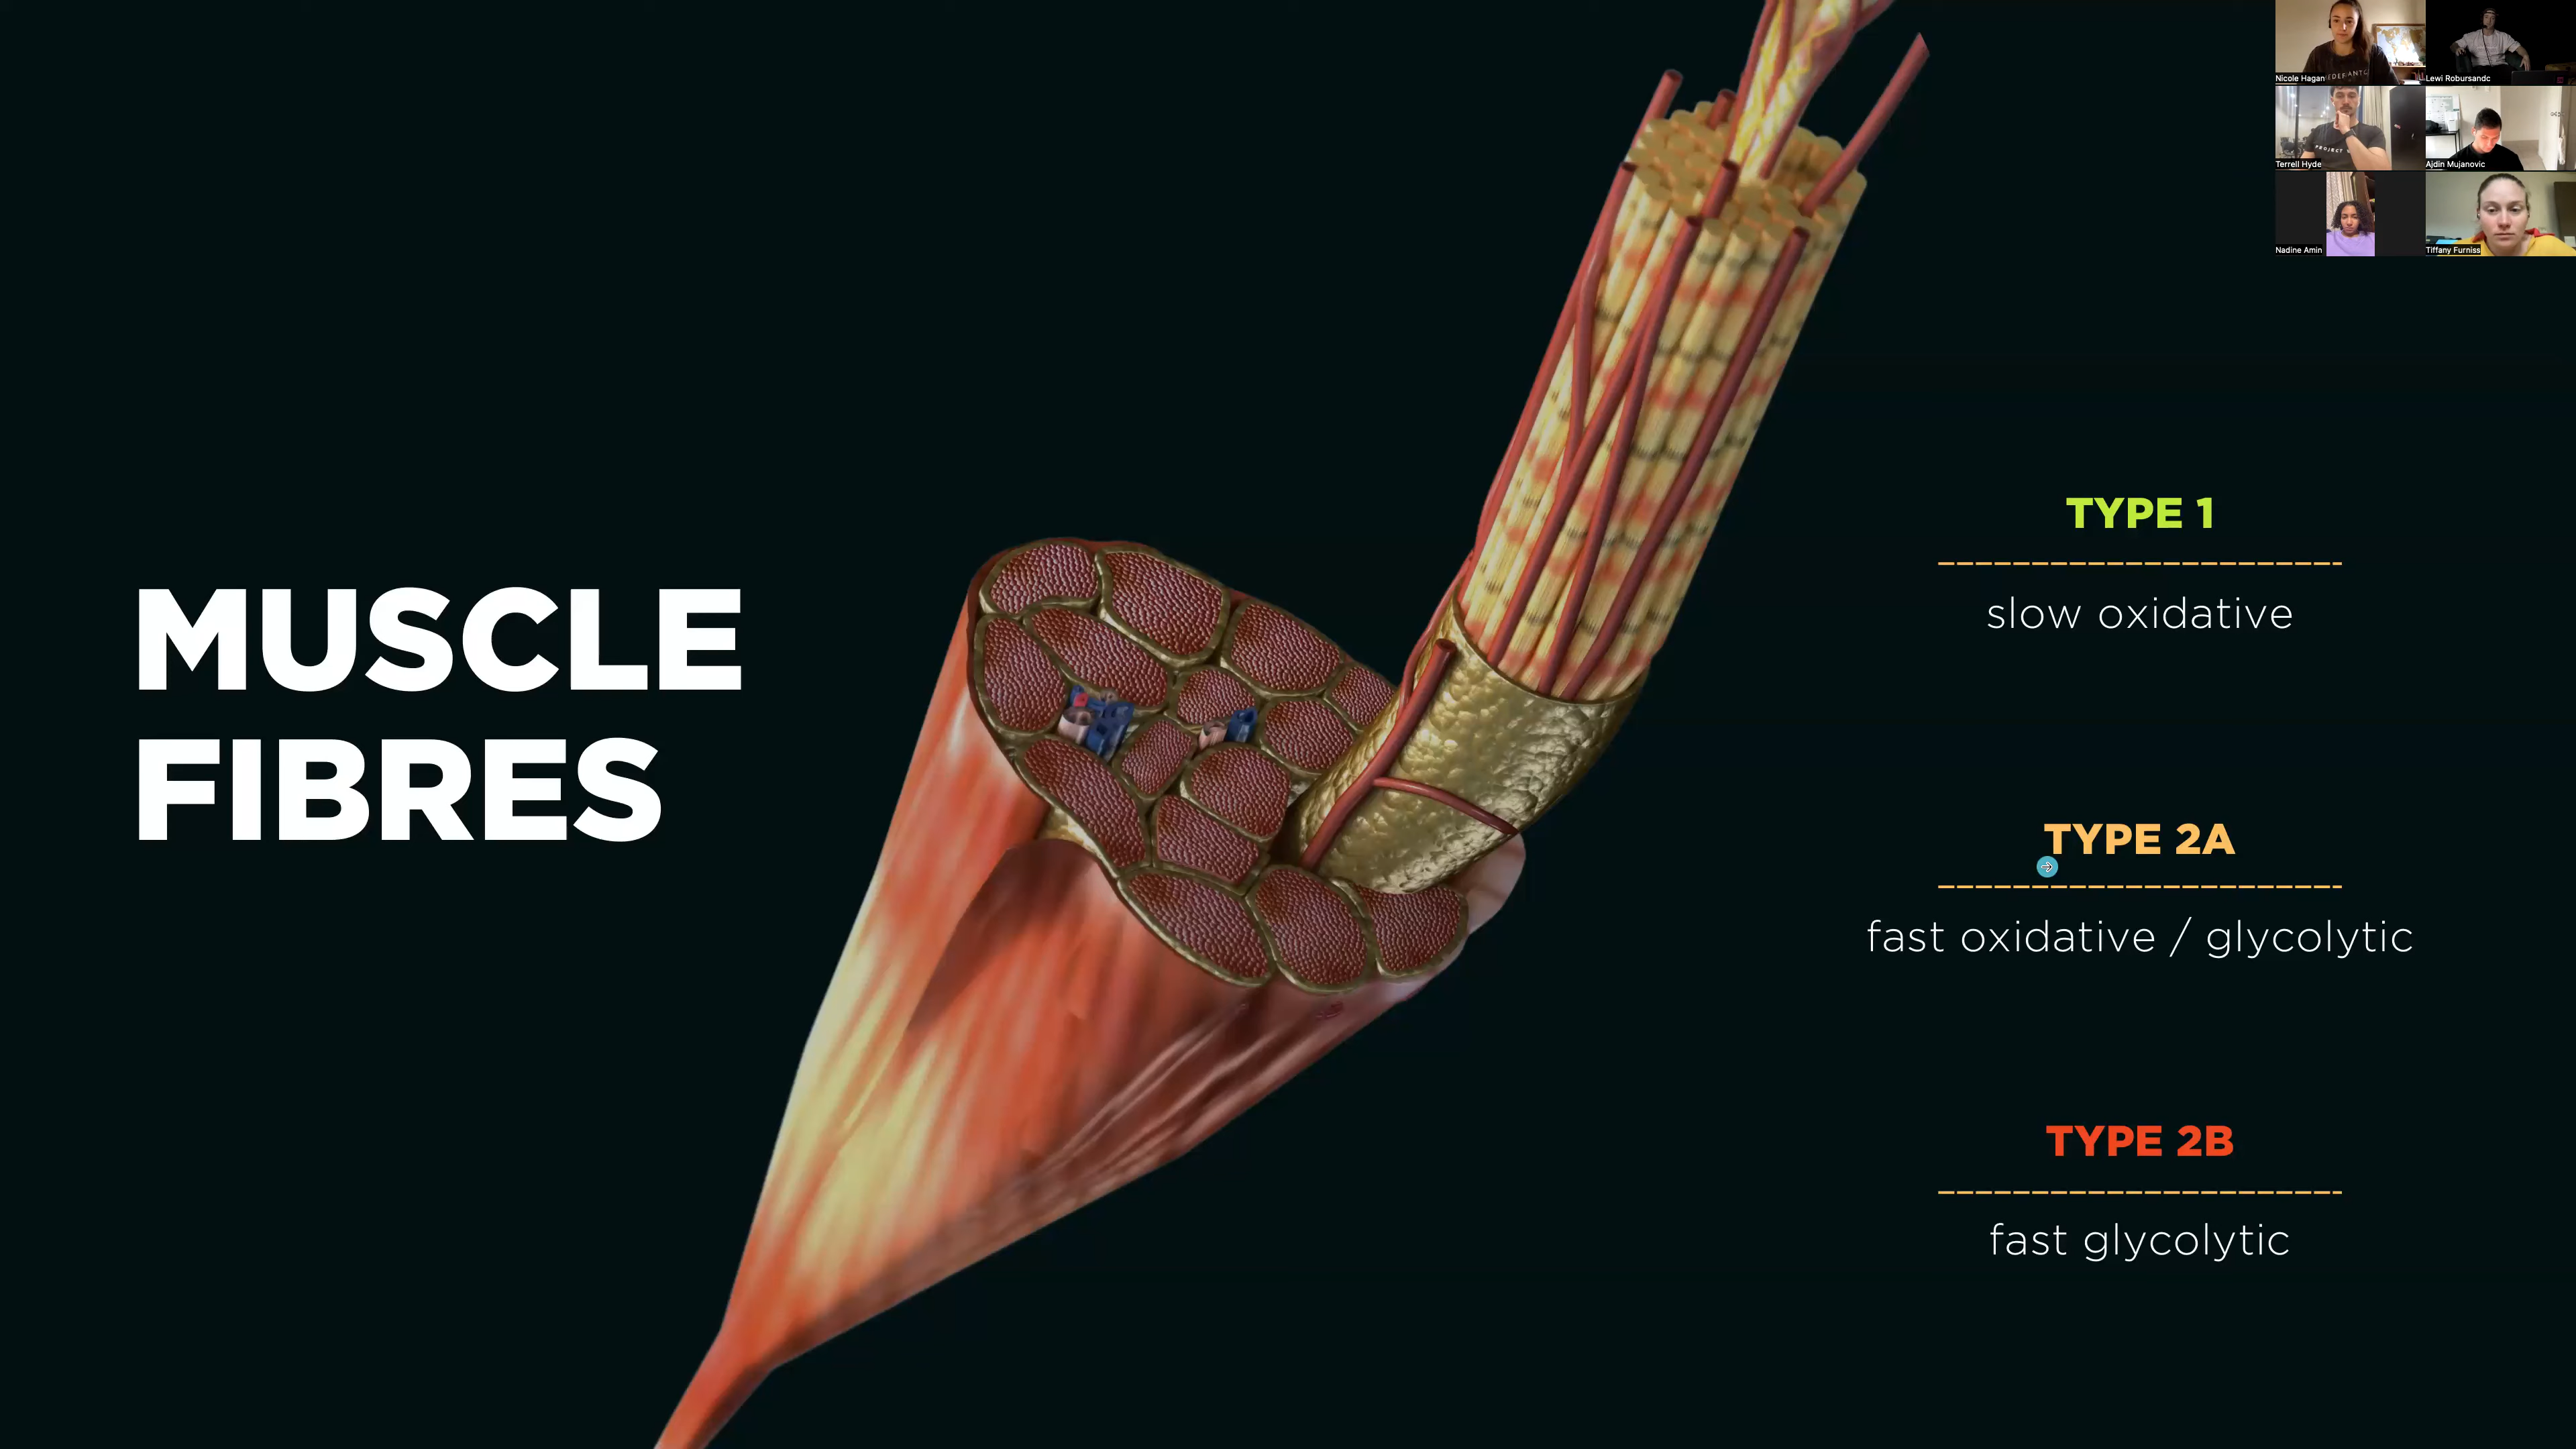 MUSCLE
FIBRES
TYPE 1
slow oxidative
TYPE 2A
fast oxidative / glycolytic
TYPE 2B
fast glycolytic
Nicole Hagan
Lewi Robursandc
Terrell Hyde
Ajdin Mujanovic
Nadine Amin
Tiffany Furniss
PROJECT